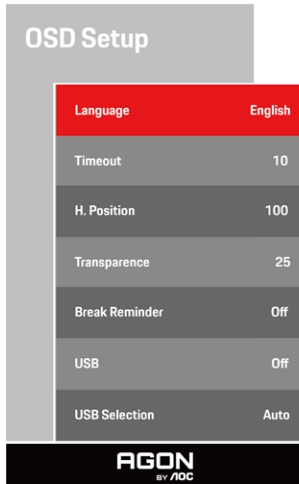 OSD Setup
Language English
Timeout 10
H. Position 100
Transparence 25
Break Reminder Off
USB Off
USB Selection Auto
AGON
BY AOC